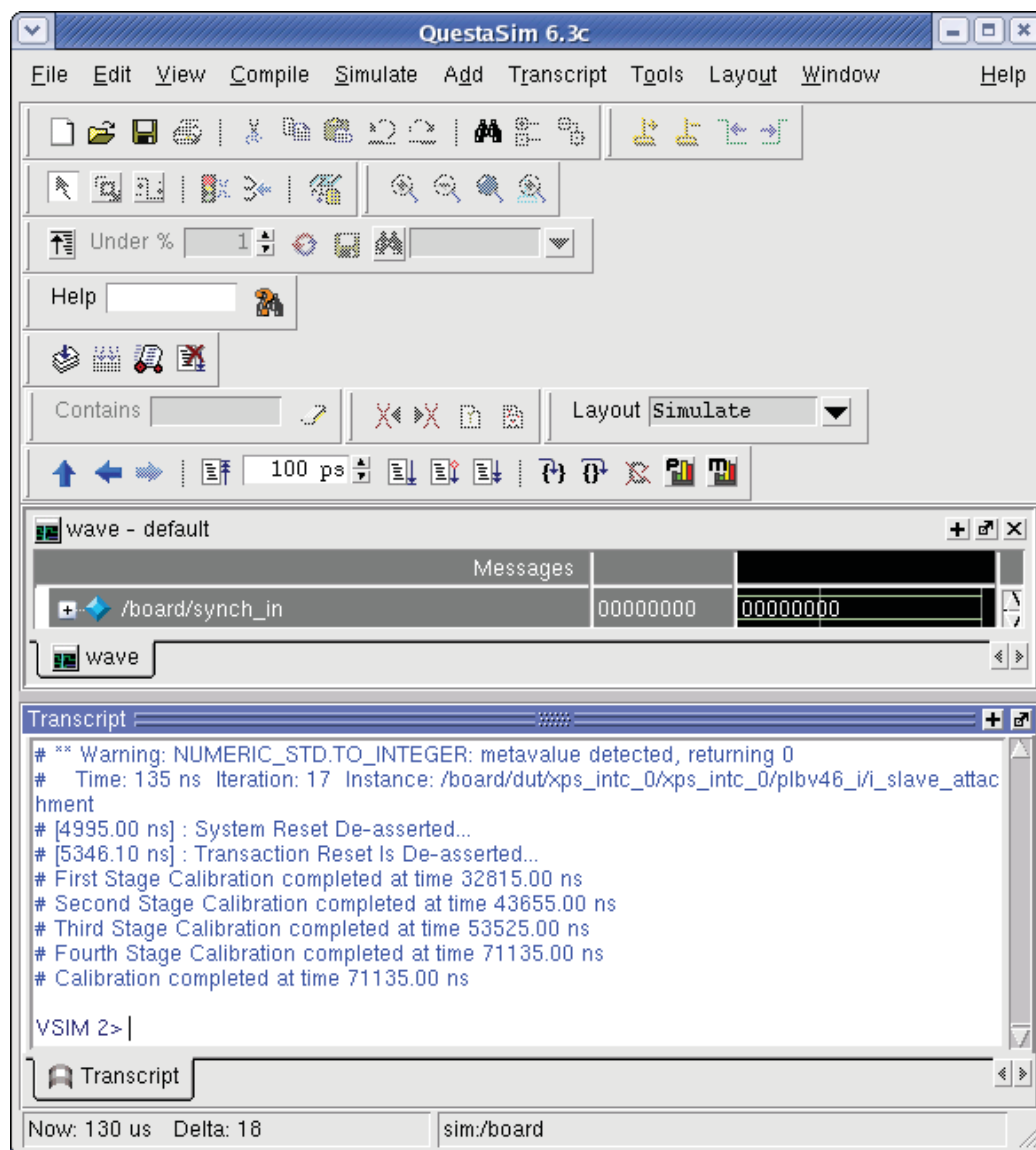 QuestaSim 6.3c
File Edit View Compile Simulate Add Transcript Tools Layout Window Help
Under % 1
Help
Contains Layout Simulate
100 ps
wave - default
Messages
/board/synch_in 00000000 00000000
wave
Transcript
# ** Warning: NUMERIC_STD.TO_INTEGER: metavalue detected, returning 0
# Time: 135 ns Iteration: 17 Instance: /board/dut/xps_intc_0/xps_intc_0/plbv46_i/i_slave_attac
hment
# [4995.00 ns] : System Reset De-asserted...
# [5346.10 ns] : Transaction Reset Is De-asserted...
# First Stage Calibration completed at time 32815.00 ns
# Second Stage Calibration completed at time 43655.00 ns
# Third Stage Calibration completed at time 53525.00 ns
# Fourth Stage Calibration completed at time 71135.00 ns
# Calibration completed at time 71135.00 ns
VSIM 2>
Transcript
Now: 130 us Delta: 18 sim:/board